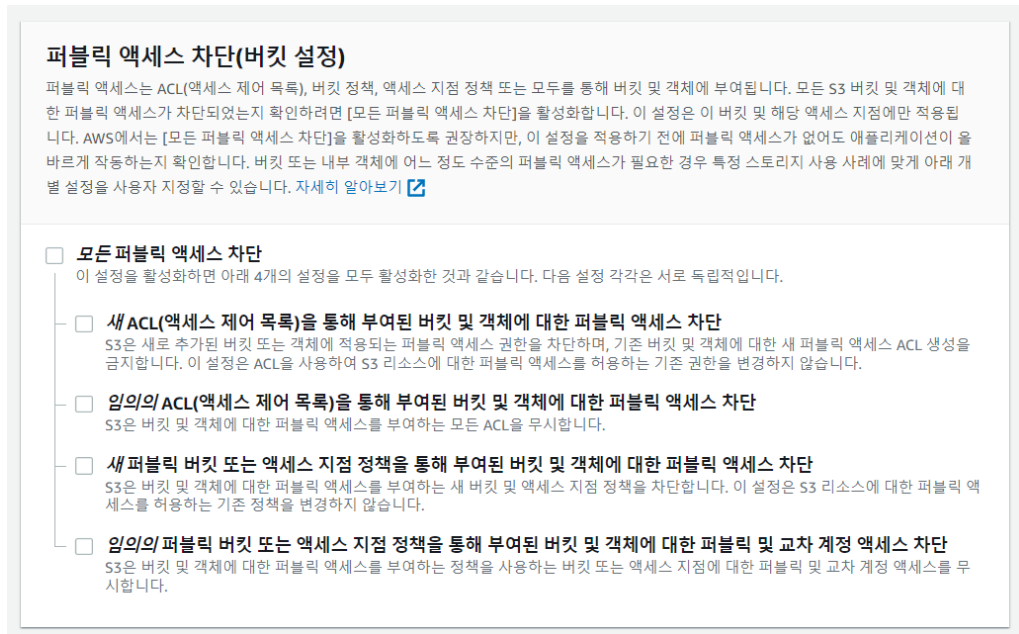 퍼블릭 액세스 차단(버킷 설정)
퍼블릭 액세스는 ACL(액세스 제어 목록), 버킷 정책, 액세스 지점 정책 또는 모두를 통해 버킷 및 객체에 부여됩니다. 모든 S3 버킷 및 객체에 대
한 퍼블릭 액세스가 차단되었는지 확인하려면 [모든 퍼블릭 액세스 차단]을 활성화합니다. 이 설정은 이 버킷 및 해당 액세스 지점에만 적용됩
니다. AWS에서는 [모든 퍼블릭 액세스 차단]을 활성화하도록 권장하지만, 이 설정을 적용하기 전에 퍼블릭 액세스가 없어도 애플리케이션이 올
바르게 작동하는지 확인합니다. 버킷 또는 내부 객체에 어느 정도 수준의 퍼블릭 액세스가 필요한 경우 특정 스토리지 사용 사례에 맞게 아래 개
별 설정을 사용자 지정할 수 있습니다. 자세히 알아보기
모든 퍼블릭 액세스 차단
이 설정을 활성화하면 아래 4개의 설정을 모두 활성화한 것과 같습니다. 다음 설정 각각은 서로 독립적입니다.
새 ACL(액세스 제어 목록)을 통해 부여된 버킷 및 객체에 대한 퍼블릭 액세스 차단
S3은 새로 추가된 버킷 또는 객체에 적용되는 퍼블릭 액세스 권한을 차단하며, 기존 버킷 및 객체에 대한 새 퍼블릭 액세스 ACL 생성을
금지합니다. 이 설정은 ACL을 사용하여 S3 리소스에 대한 퍼블릭 액세스를 허용하는 기존 권한을 변경하지 않습니다.
임의의 ACL(액세스 제어 목록)을 통해 부여된 버킷 및 객체에 대한 퍼블릭 액세스 차단
S3은 버킷 및 객체에 대한 퍼블릭 액세스를 부여하는 모든 ACL을 무시합니다.
새 퍼블릭 버킷 또는 액세스 지점 정책을 통해 부여된 버킷 및 객체에 대한 퍼블릭 액세스 차단
S3은 버킷 및 객체에 대한 퍼블릭 액세스를 부여하는 새 버킷 및 액세스 지점 정책을 차단합니다. 이 설정은 S3 리소스에 대한 퍼블릭 액
세스를 허용하는 기존 정책을 변경하지 않습니다.
임의의 퍼블릭 버킷 또는 액세스 지점 정책을 통해 부여된 버킷 및 객체에 대한 퍼블릭 및 교차 계정 액세스 차단
S3은 버킷 및 객체에 대한 퍼블릭 액세스를 부여하는 정책을 사용하는 버킷 또는 액세스 지점에 대한 퍼블릭 및 교차 계정 액세스를 무
시합니다.